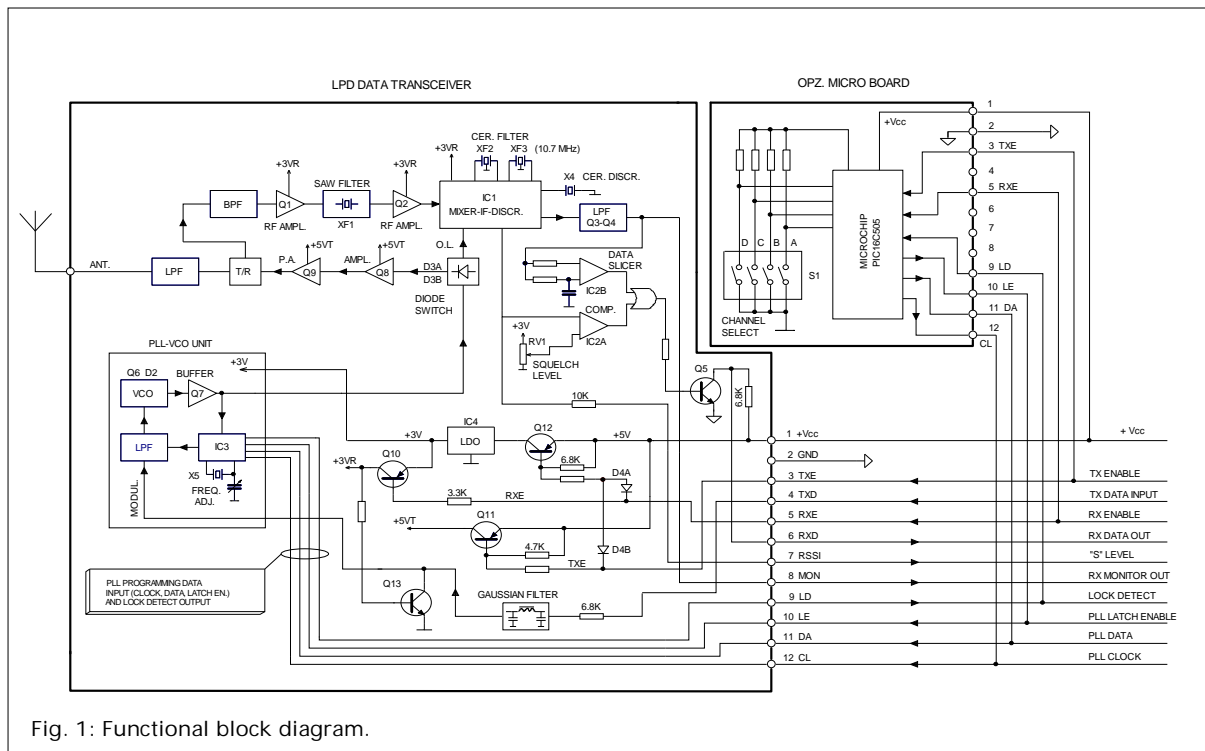 LPD DATA TRANSCEIVER
OPZ. MICRO BOARD
CER. FILTER
XF2
XF3
(10.7 MHz)
+3VR
+3VR
+3VR
SAW FILTER
X4
CER. DISCR.
BPF
Q1
XF1
Q2
IC1
MIXER-IF-DISCR.
LPF
Q3-Q4
RF AMPL.
RF AMPL.
+5VT
+5VT
O.L.
P.A.
AMPL.
D3A
D3B
ANT.
LPF
T/R
Q9
Q8
DIODE
SWITCH
DATA
SLICER
IC2B
COMP.
IC2A
+3V
RV1
SQUELCH
LEVEL
+Vcc
MICROCHIP
PIC16C505
D
C
B
A
S1
CHANNEL
SELECT
1
2
3 TXE
4
5 RXE
6
7
8
9 LD
10 LE
11 DA
12
CL
PLL-VCO UNIT
+3V
Q6 D2
BUFFER
VCO
Q7
LPF
IC3
X5
FREQ.
ADJ.
MODUL.
Q5
6.8K
10K
IC4
LDO
+3V
Q12
+5V
6.8K
D4A
Q10
+3VR
3.3K
RXE
Q11
+5VT
4.7K
TXE
D4B
Q13
GAUSSIAN FILTER
6.8K
PLL PROGRAMMING DATA
INPUT (CLOCK, DATA, LATCH EN.)
AND LOCK DETECT OUTPUT
1 +Vcc
+ Vcc
2 GND
3 TXE
TX ENABLE
4 TXD
TX DATA INPUT
5 RXE
RX ENABLE
6 RXD
RX DATA OUT
7 RSSI
"S" LEVEL
8 MON
RX MONITOR OUT
9 LD
LOCK DETECT
10 LE
PLL LATCH ENABLE
11 DA
PLL DATA
12 CL
PLL CLOCK
Fig. 1: Functional block diagram.